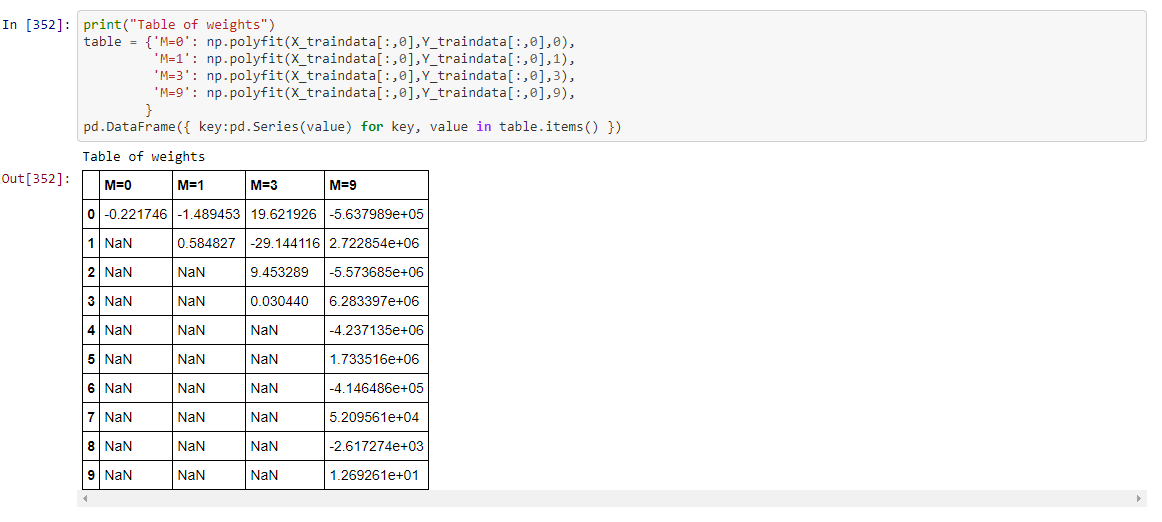 In [352]: print("Table of weights")
table = {'M=0': np.polyfit(X_traindata[:,0],Y_traindata[:,0],0),
'M=1': np.polyfit(X_traindata[:,0],Y_traindata[:,0],1),
'M=3': np.polyfit(X_traindata[:,0],Y_traindata[:,0],3),
'M=9': np.polyfit(X_traindata[:,0],Y_traindata[:,0],9),
}
pd.DataFrame({ key:pd.Series(value) for key, value in table.items() })
Table of weights
Out[352]:
M=0 M=1 M=3 M=9
0 -0.221746 -1.489453 19.621926 -5.637989e+05
1 NaN 0.584827 -29.144116 2.722854e+06
2 NaN NaN 9.453289 -5.573685e+06
3 NaN NaN 0.030440 6.283397e+06
4 NaN NaN NaN -4.237135e+06
5 NaN NaN NaN 1.733516e+06
6 NaN NaN NaN -4.146486e+05
7 NaN NaN NaN 5.209561e+04
8 NaN NaN NaN -2.617274e+03
9 NaN NaN NaN 1.269261e+01